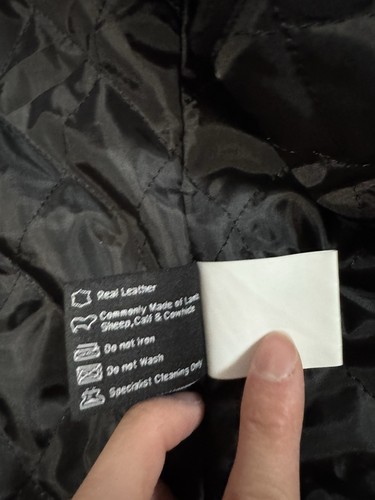 Real Leather
Commonly Made of Lamb
Sheep,Calf & Cowhide
Do not Iron
Do not Wash
Specialist Cleaning Only